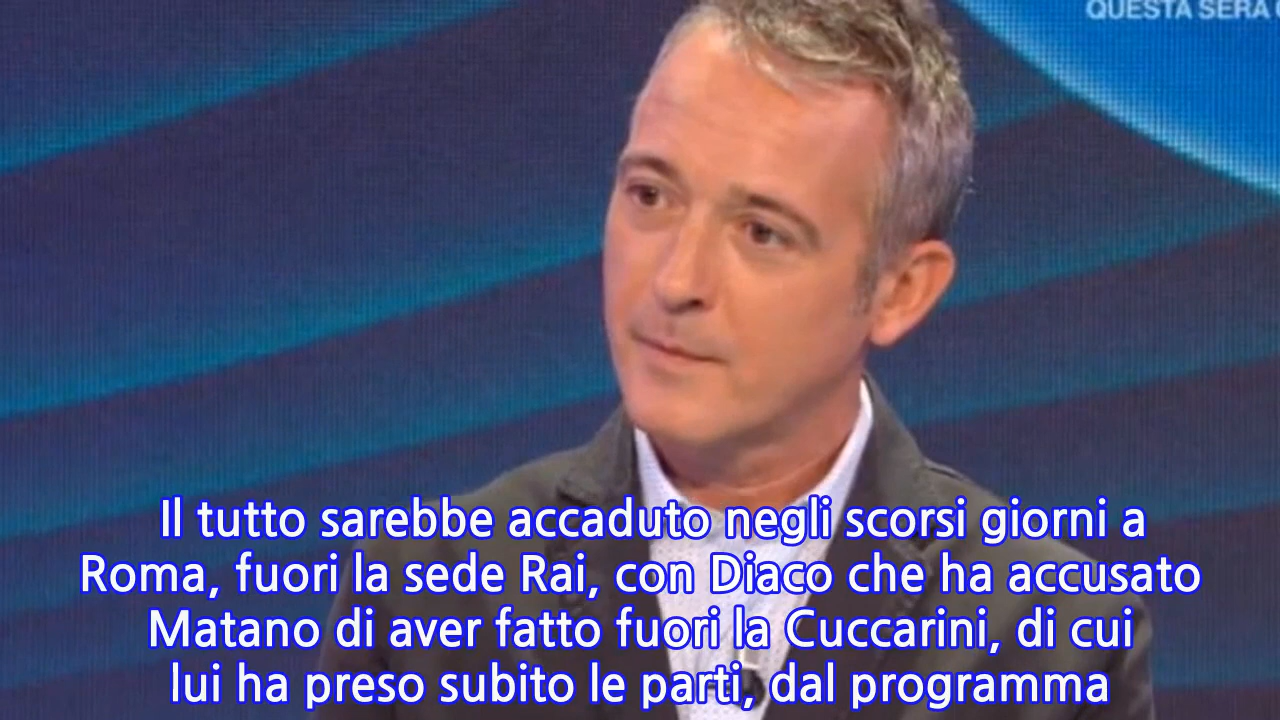 QUESTA SERA
Il tutto sarebbe accaduto negli scorsi giorni a
Roma, fuori la sede Rai, con Diaco che ha accusato
Matano di aver fatto fuori la Cuccarini, di cui
lui ha preso subito le parti, dal programma